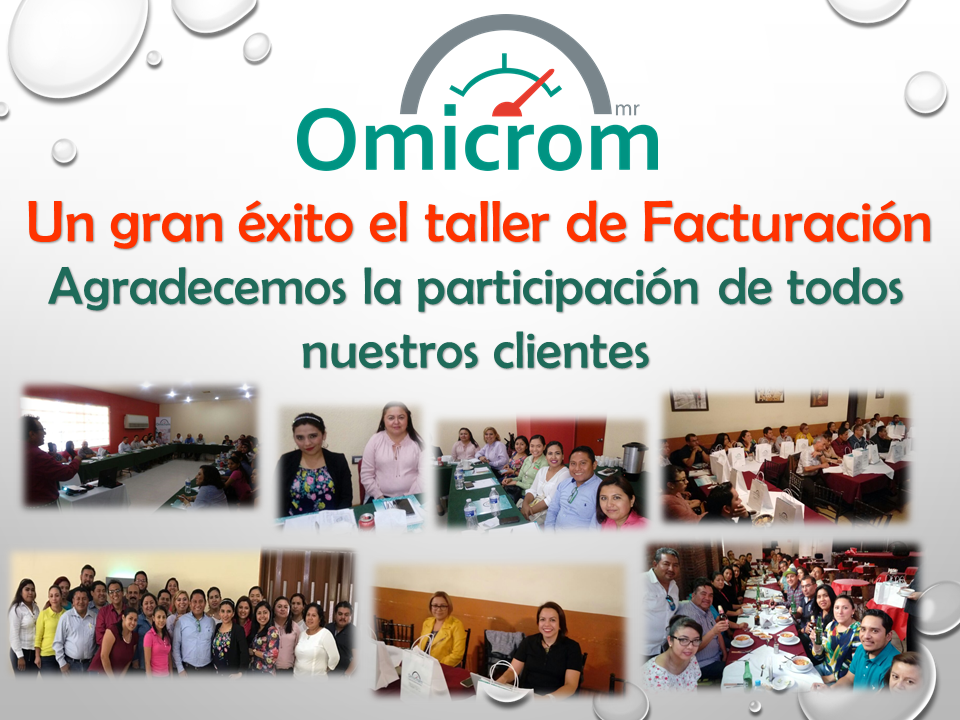 mr
Omicrom
Un gran éxito el taller de Facturación
Agradecemos la participación de todos
nuestros clientes